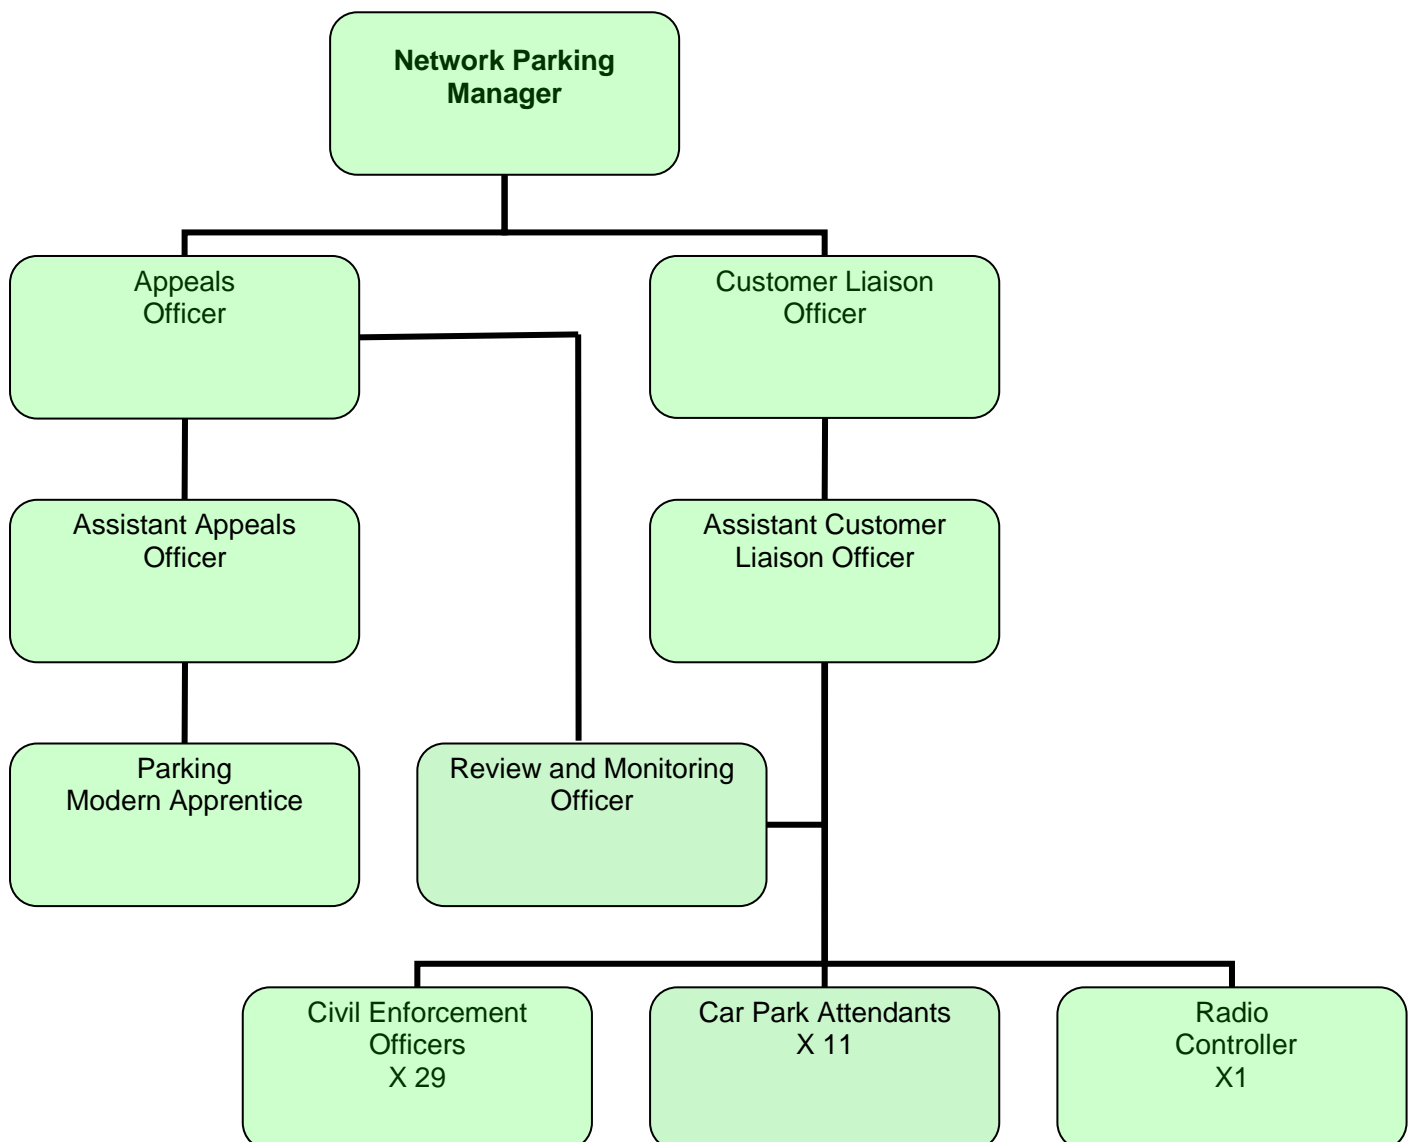 Network Parking
Manager
Appeals
Officer
Customer Liaison
Officer
Assistant Appeals
Officer
Assistant Customer
Liaison Officer
Parking
Modern Apprentice
Review and Monitoring
Officer
Civil Enforcement
Officers
X 29
Car Park Attendants
X 11
Radio
Controller
X1